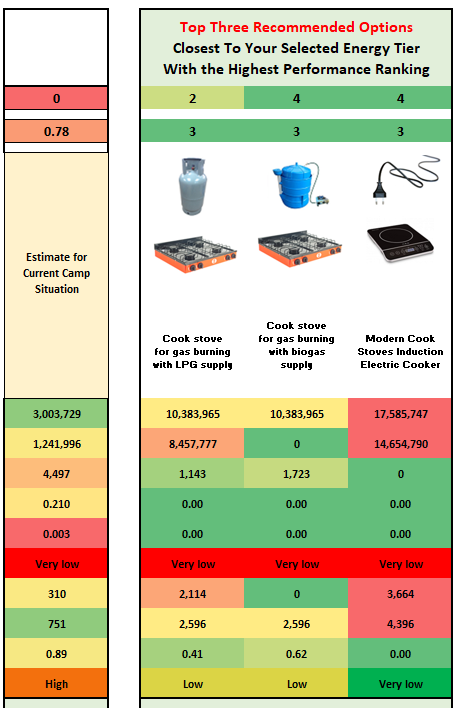 Top Three Recommended Options
Closest To Your Selected Energy Tier
With the Highest Performance Ranking
0 2 4 4
0.78 3 3 3
Estimate for
Current Camp
Situation
Cook stove
for gas burning
with LPG supply
Cook stove
for gas burning
with biogas
supply
Modern Cook
Stoves Induction
Electric Cooker
3,003,729 10,383,965 10,383,965 17,585,747
1,241,996 8,457,777 0 14,654,790
4,497 1,143 1,723 0
0.210 0.00 0.00 0.00
0.003 0.00 0.00 0.00
Very low Very low Very low Very low
310 2,114 0 3,664
751 2,596 2,596 4,396
0.89 0.41 0.62 0.00
High Low Low Very low